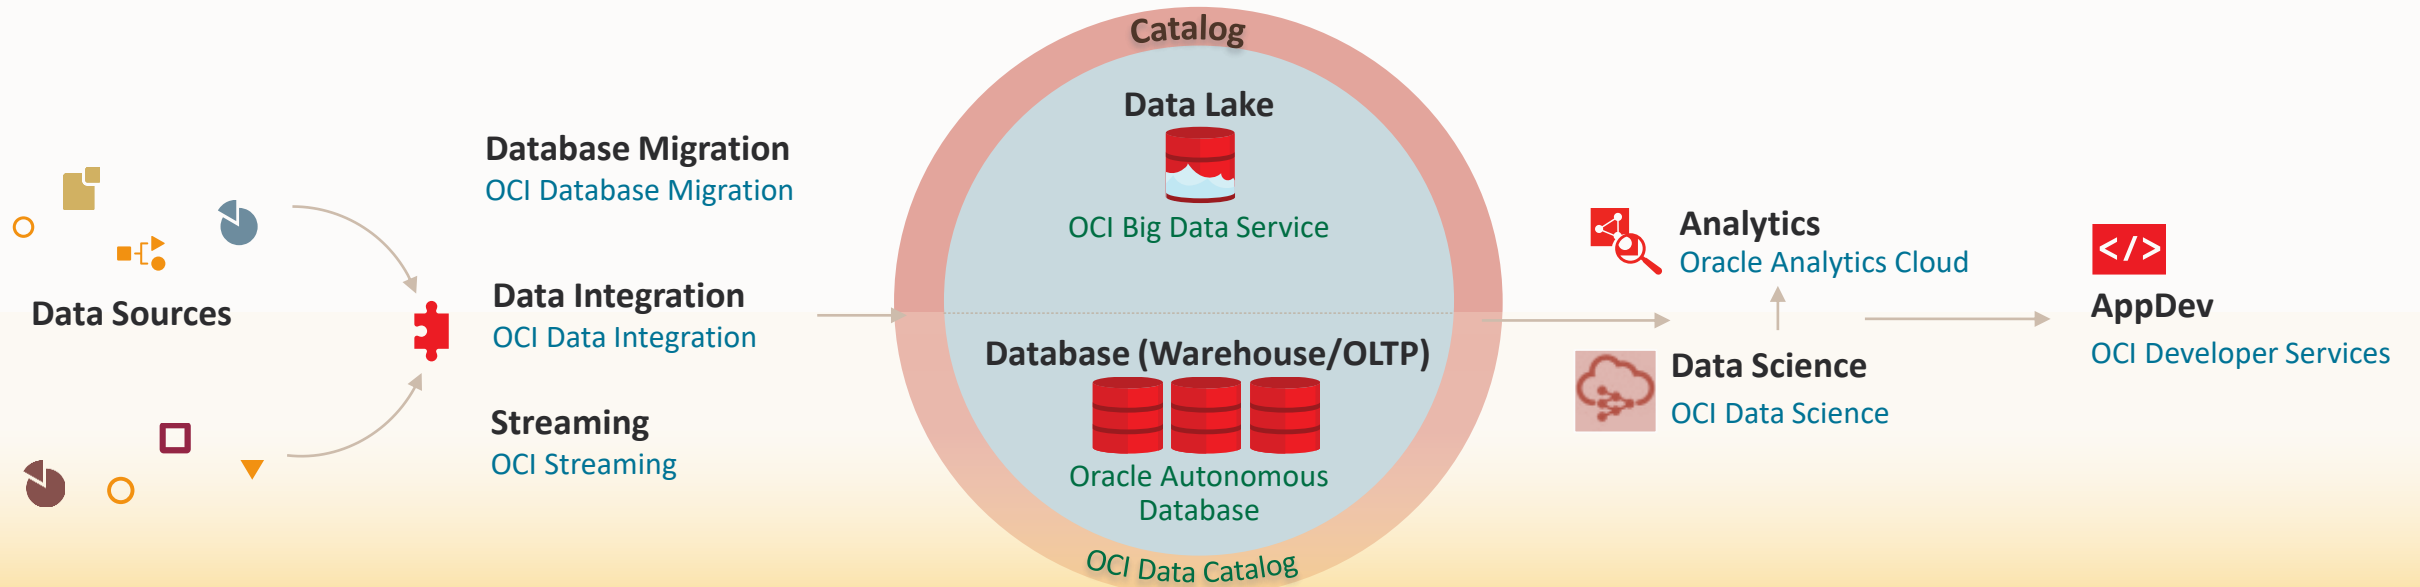 Data Sources
Database Migration
OCI Database Migration
Data Integration
OCI Data Integration
Streaming
OCI Streaming
Catalog
Data Lake
OCI Big Data Service
Database (Warehouse/OLTP)
Oracle Autonomous
Database
OCI Data Catalog
Analytics
Oracle Analytics Cloud
Data Science
OCI Data Science
</>
AppDev
OCI Developer Services